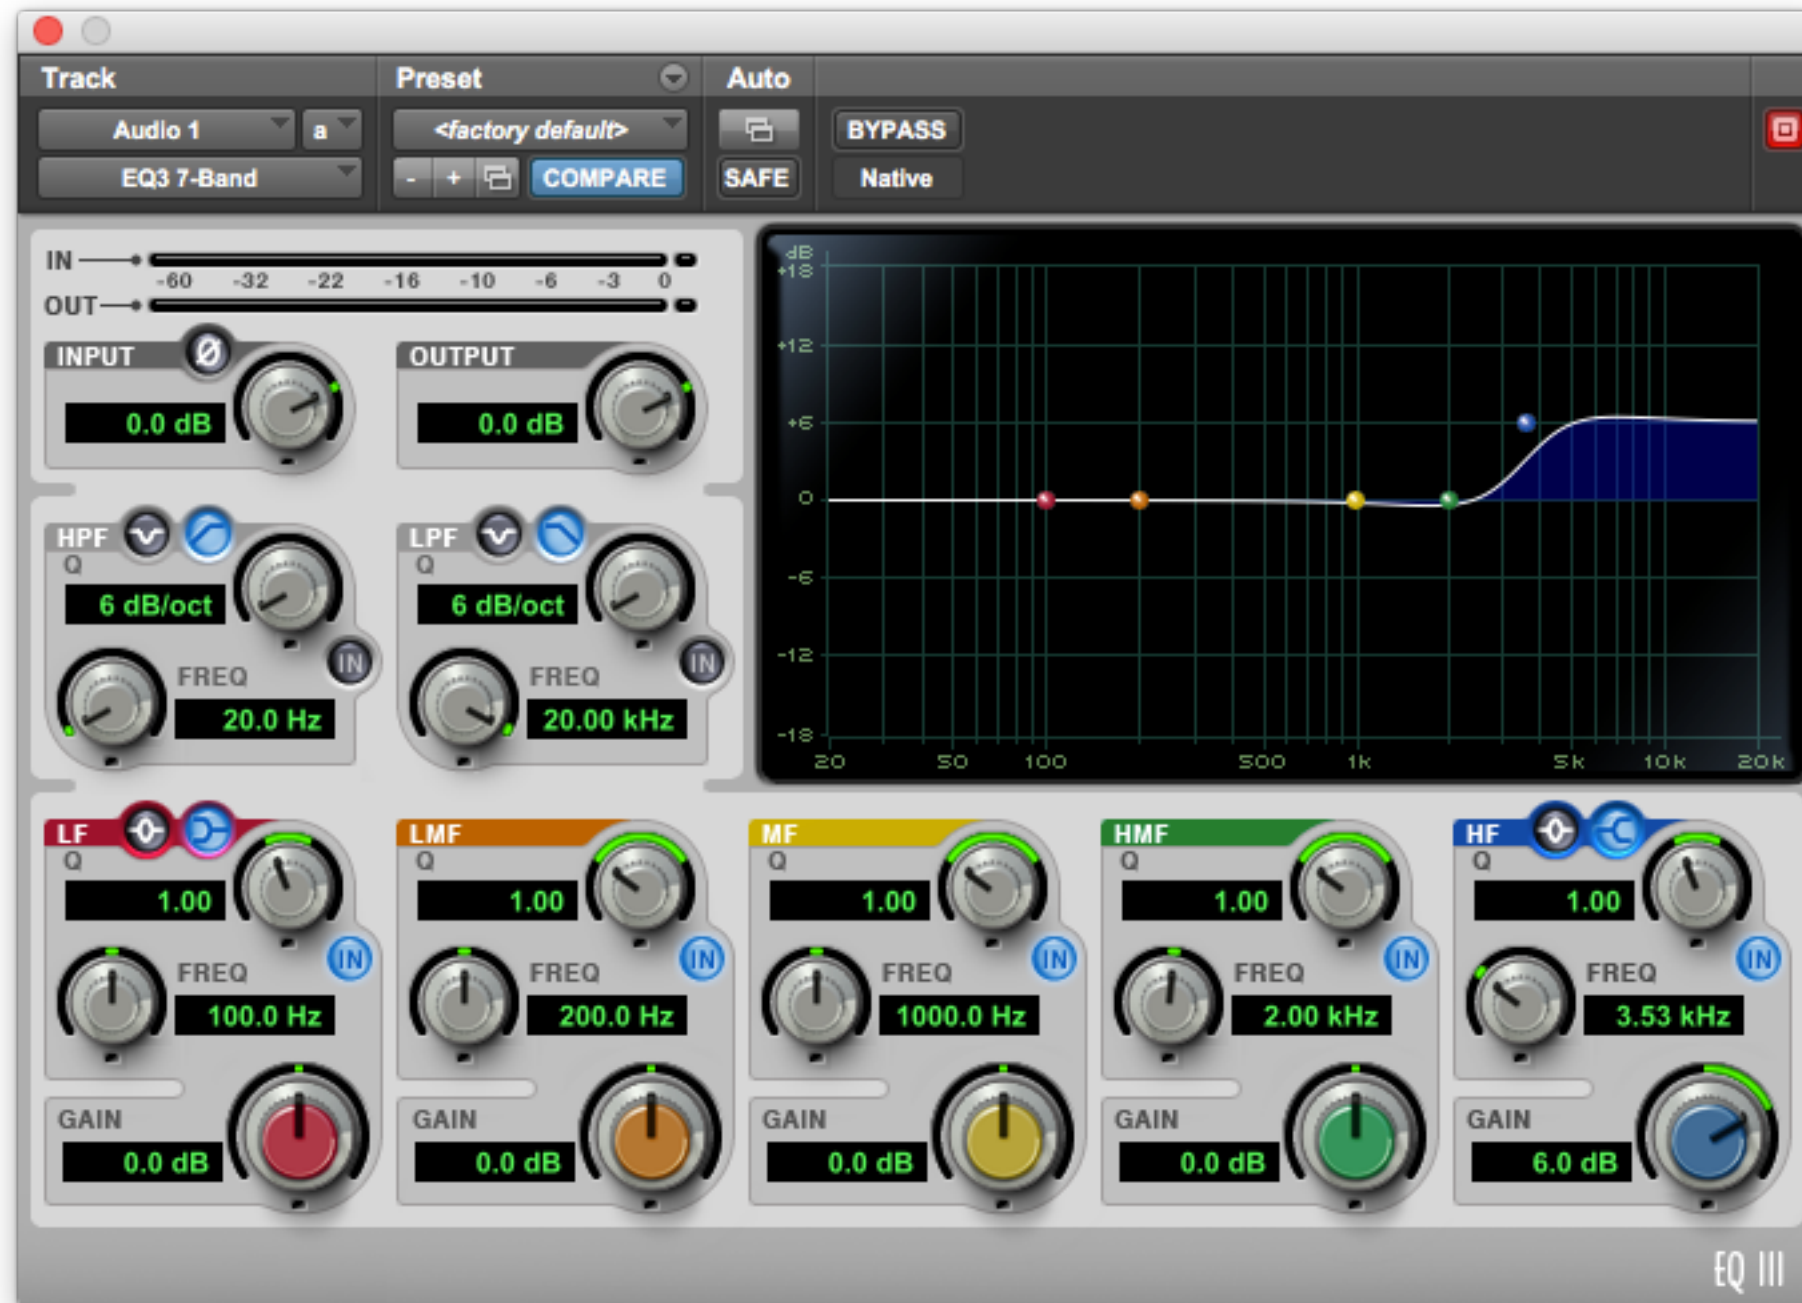 Track Preset Auto
Audio 1 a <factory default> BYPASS
EQ3 7-Band - + COMPARE SAFE Native
IN
-60 -32 -22 -16 -10 -6 -3 0
OUT
INPUT Ø OUTPUT
0.0 dB 0.0 dB
HPF LPF
Q Q
6 dB/oct 6 dB/oct
IN IN
FREQ FREQ
20.0 Hz 20.00 kHz
dB
+18
+12
+6
0
-6
-12
-18
20 50 100 500 1k 5k 10k 20k
LF LMF MF HMF HF
Q Q Q Q Q
1.00 1.00 1.00 1.00 1.00
IN IN IN IN IN
FREQ FREQ FREQ FREQ FREQ
100.0 Hz 200.0 Hz 1000.0 Hz 2.00 kHz 3.53 kHz
GAIN GAIN GAIN GAIN GAIN
0.0 dB 0.0 dB 0.0 dB 0.0 dB 6.0 dB
EQ III